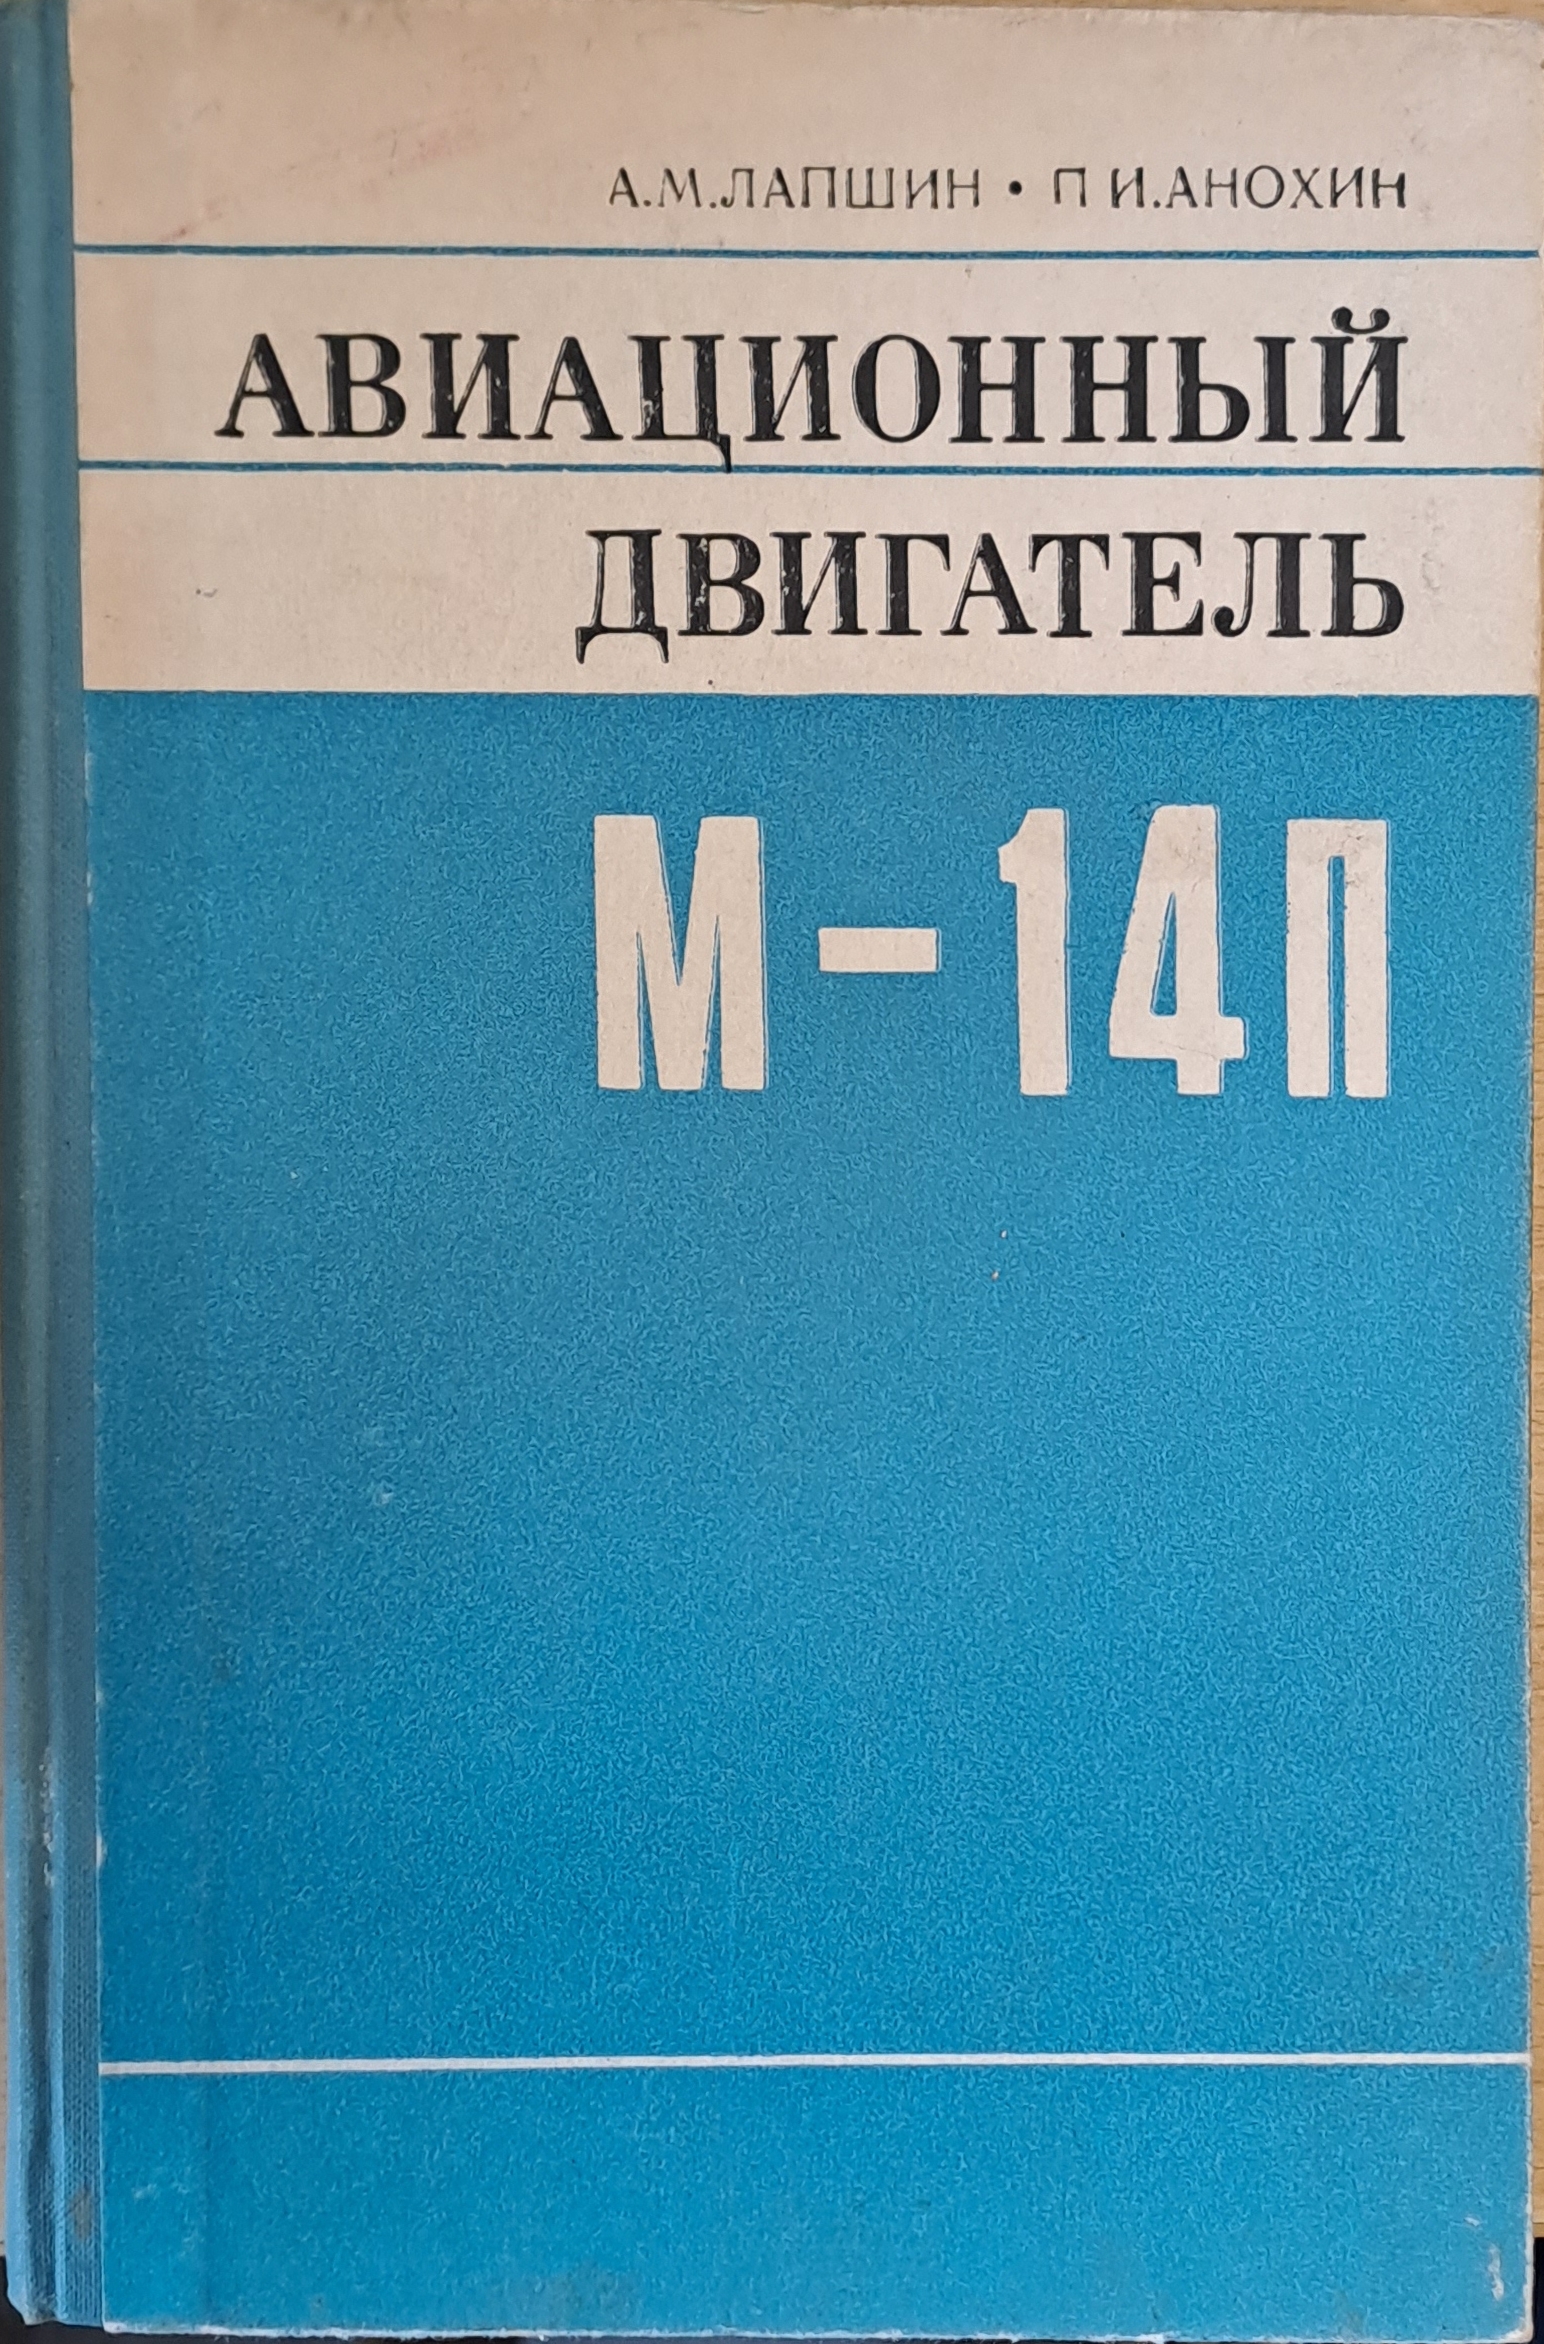 А.М.ЛАПШИН • П И.АНОХИН
АВИАЦИОННЫЙ
ДВИГАТЕЛЬ
М-14П